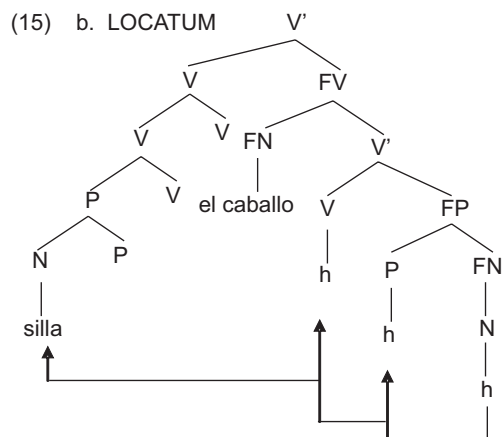 (15) b. LOCATUM V'
V FV
V V FN V'
P V el caballo V FP
N P h P FN
silla h N
h